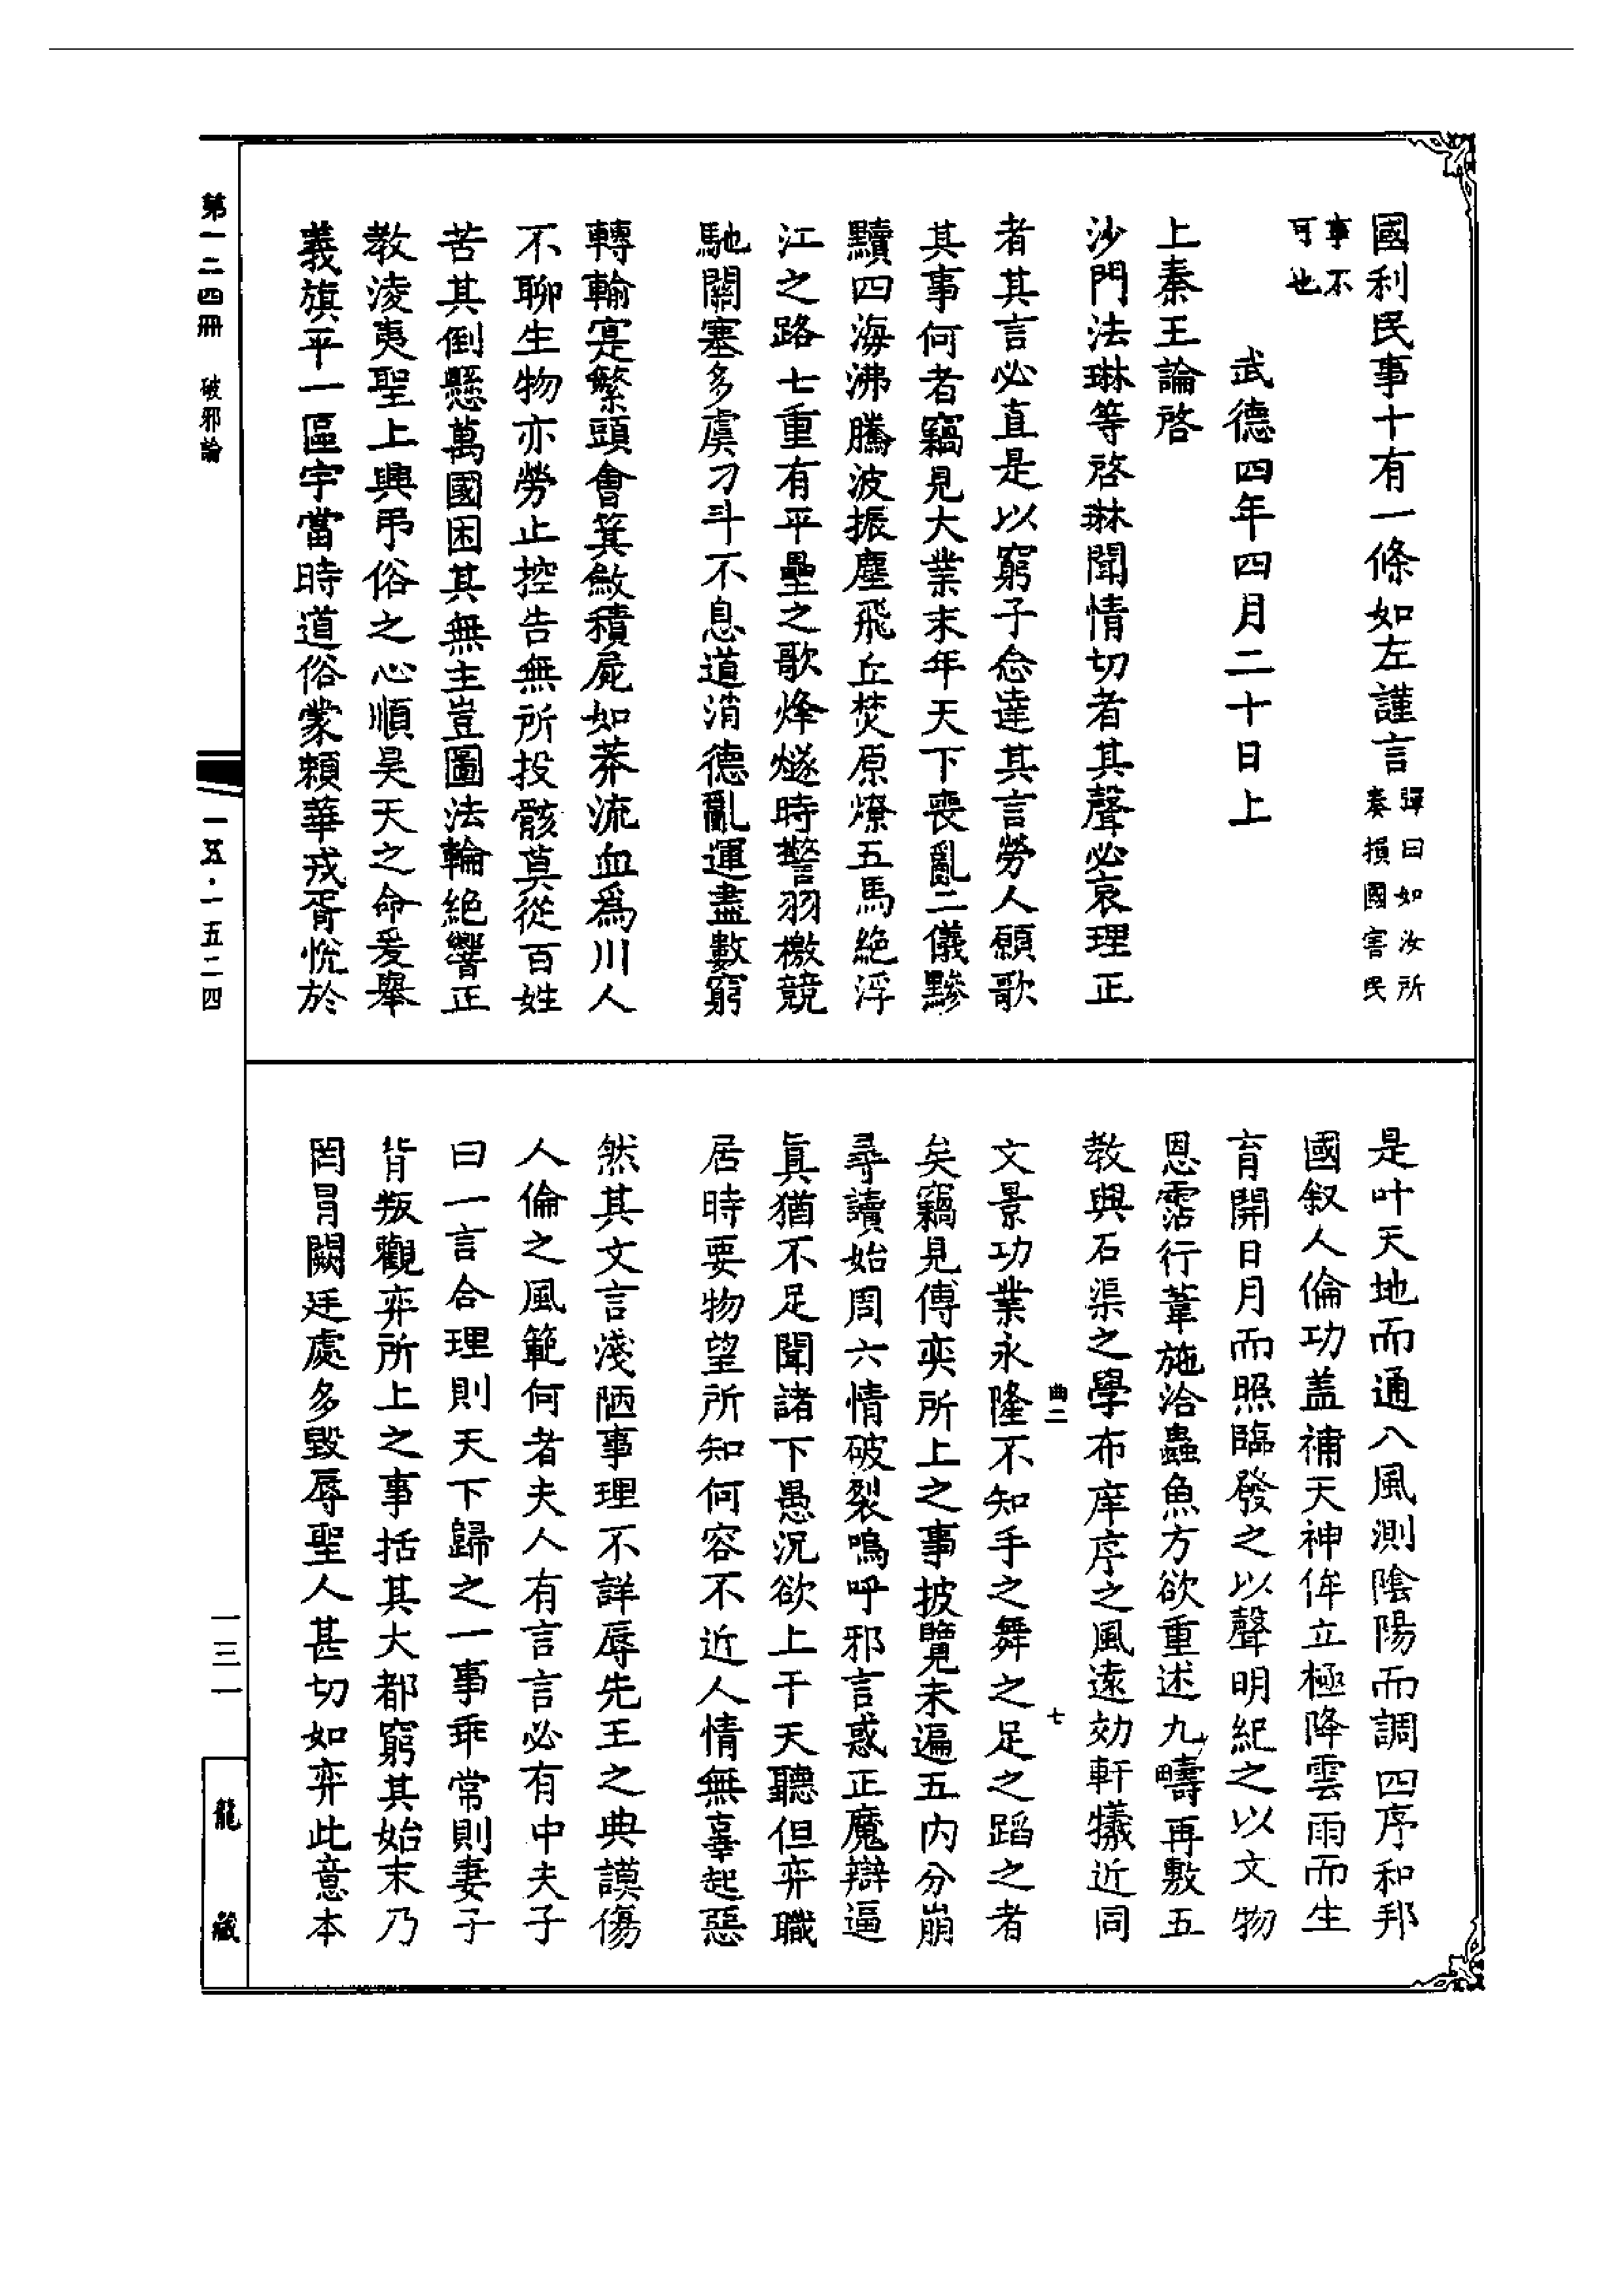 國利民事十有一條如左謹言彈曰如汝所奏損國害民
事不可也
武德四年四月二十日上
上秦王論啓
沙門法琳等啓琳聞情切者其聲必哀理正
者其言必直是以窮子念達其言勞人願歌
其事何者竊見大業末年天下喪亂二儀黲
黷四海沸騰波振塵飛丘焚原燎五馬絶浮
江之路七重有平壘之歌烽燧時警羽檄競
馳關塞多虞刁斗不息道消德亂運盡數窮
轉輸寔繁頭會箕斂積屍如莽流血爲川人
不聊生物亦勞止控告無所投骸莫從百姓
苦其倒懸萬國困其無主豈圖法輪絶響正
教淩夷聖上興弔俗之心順昊天之命爰舉
義旗平一區宇當時道俗蒙賴華戎胥悅於
是叶天地而通八風測陰陽而調四序和邦
國叙人倫功盖補天神侔立極降雲雨而生
育開日月而照臨發之以聲明紀之以文物
恩霑行葦施洽蟲魚方欲重述九疇再敷五
教與石渠之學布庠序之風遠効軒犧近同
文景功業永隆不知手之舞之足之蹈之者
矣竊見傅奕所上之事披覽未遍五内分崩
尋讀始周六情破裂嗚呼邪言惑正魔辯逼
眞猶不足聞諸下愚況欲上干天聽但弈職
居時要物望所知何容不近人情無辜起惡
然其文言淺陋事理不詳辱先王之典謨傷
人倫之風範何者夫人有言言必有中夫子
曰一言合理則天下歸之一事乖常則妻子
背叛觀弈所上之事括其大都窮其始末乃
罔冐闕廷處多毀辱聖人甚切如弈此意本
曲二
七
第一二四冊 破邪論
一五·一五二四
一三一
龍藏